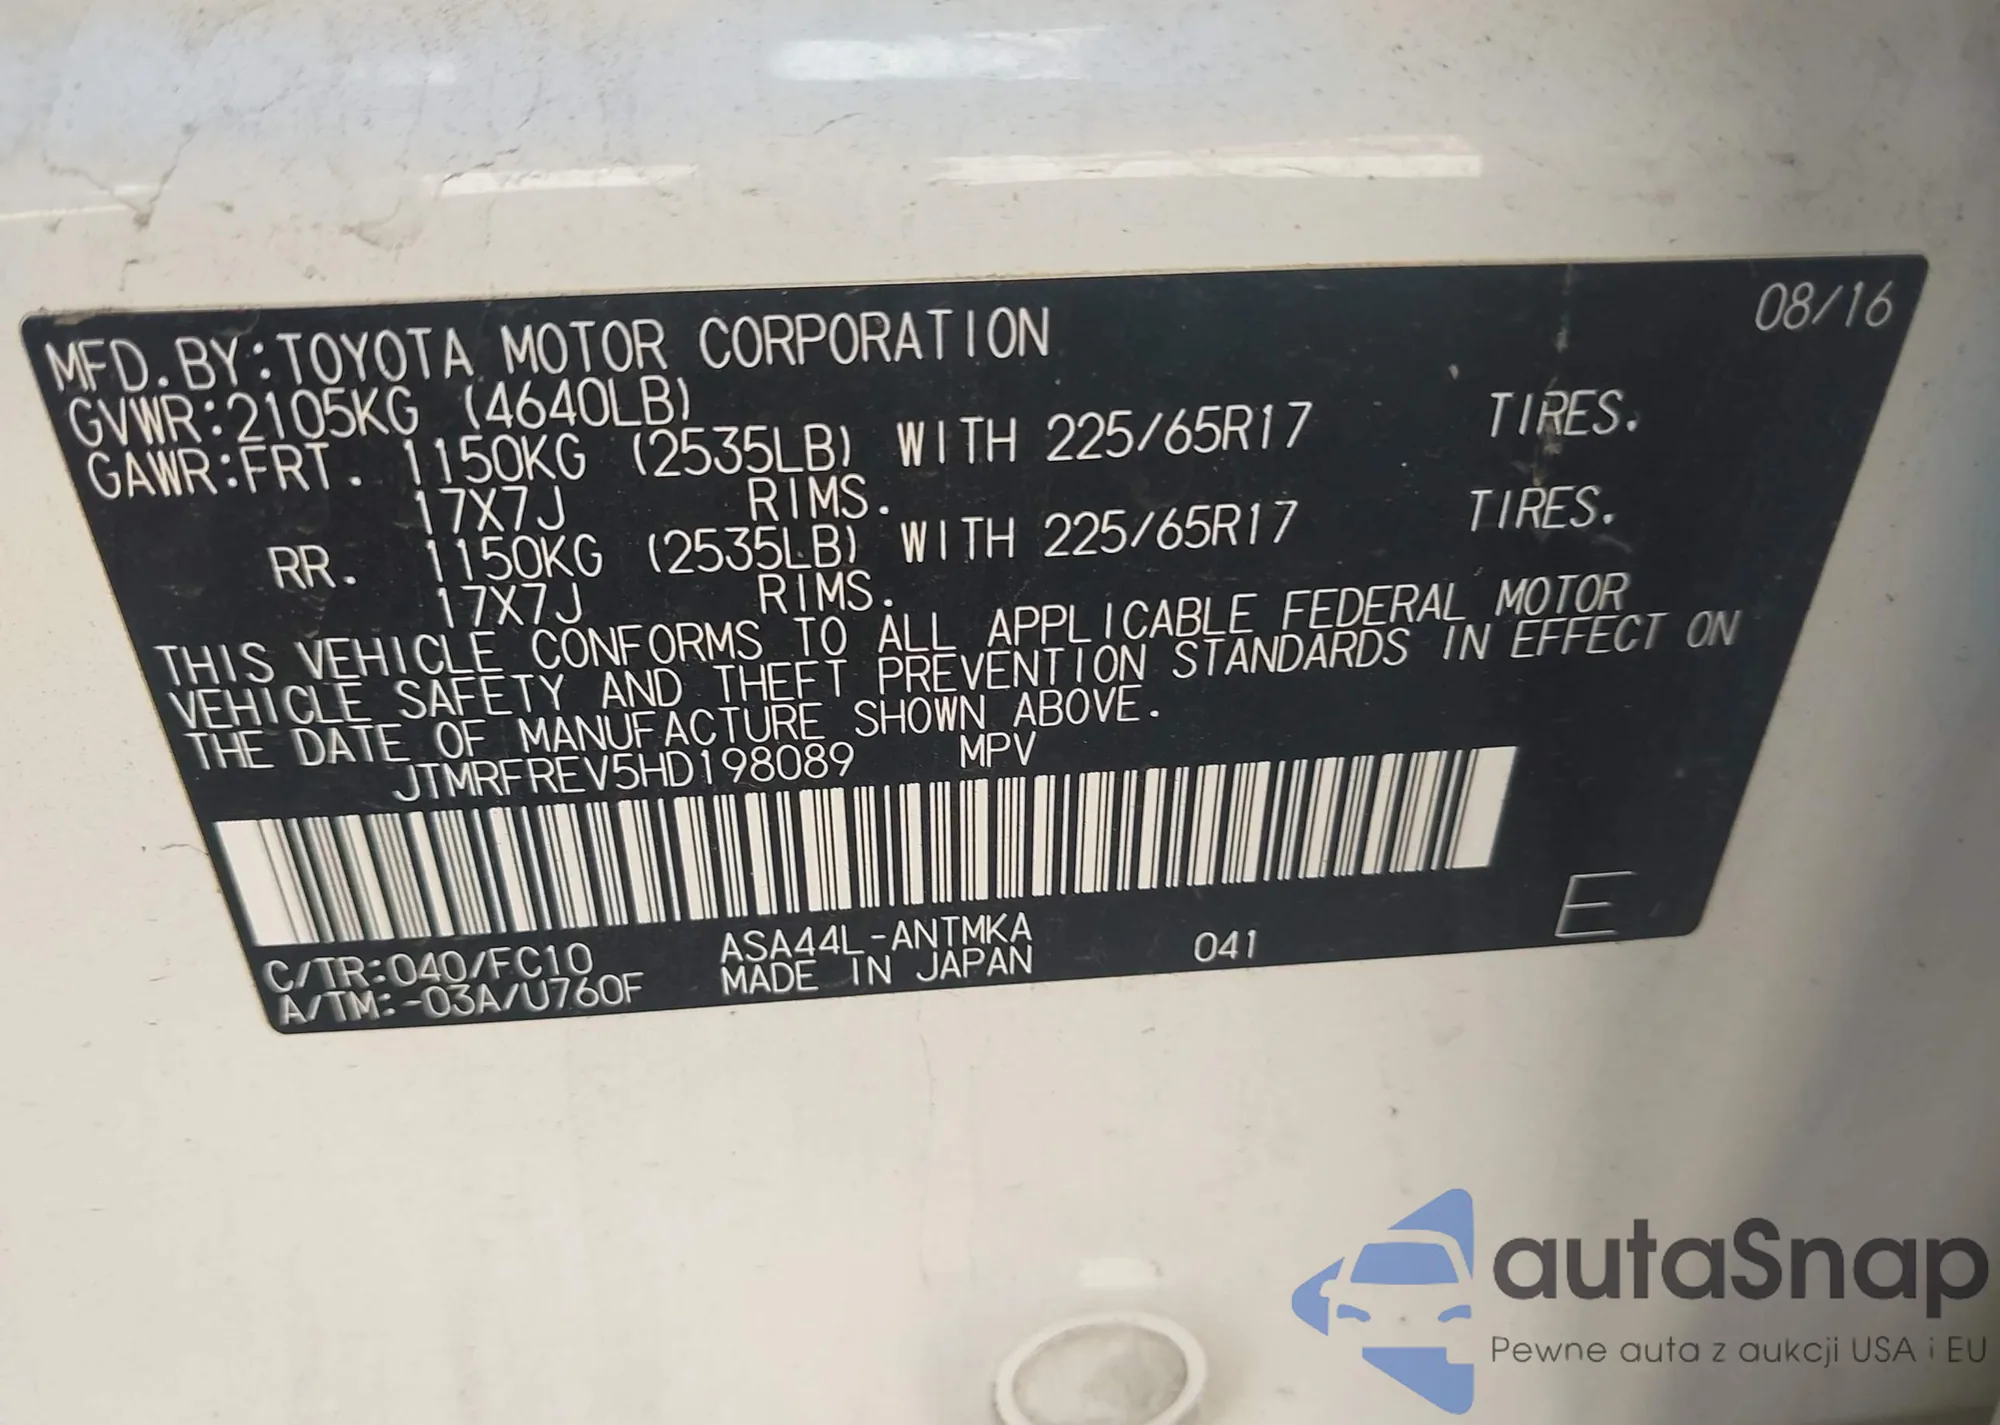 08/16
MFD. BY: TOYOTA MOTOR CORPORATION
GVWR: 2105KG (4640LB)
GAWR: FRT. 1150KG (2535LB) WITH 225/65R17 TIRES.
17X7J RIMS.
RR. 1150KG (2535LB) WITH 225/65R17 TIRES.
17X7J RIMS.
THIS VEHICLE CONFORMS TO ALL APPLICABLE FEDERAL MOTOR
VEHICLE SAFETY AND THEFT PREVENTION STANDARDS IN EFFECT ON
THE DATE OF MANUFACTURE SHOWN ABOVE.
JTMRFREV5HD198089 MPV
C/TR: 040/FC10 ASA44L-ANTMKA 041 E
A/TM: -03A/U760F MADE IN JAPAN
autaSnap
Pewne auta z aukcji USA i EU